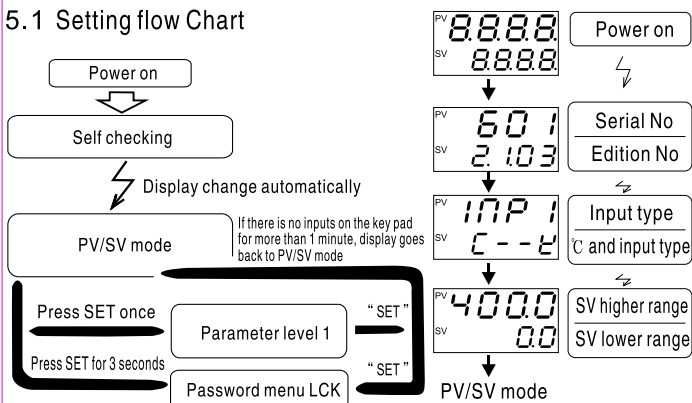 5.1 Setting flow Chart
Power on
Self checking
Display change automatically
PV/SV mode
If there is no inputs on the key pad
for more than 1 minute, display goes
back to PV/SV mode
Press SET once
Parameter level 1
“ SET ”
Press SET for 3 seconds
Password menu LCK
“ SET ”
PV 8.8.8.8.
SV 8.8.8.8.
Power on
PV 601
SV 2.1.03
Serial No
Edition No
PV INP1
SV
Input type
℃ and input type
PV 400.0
SV 0.0
SV higher range
SV lower range
PV/SV mode